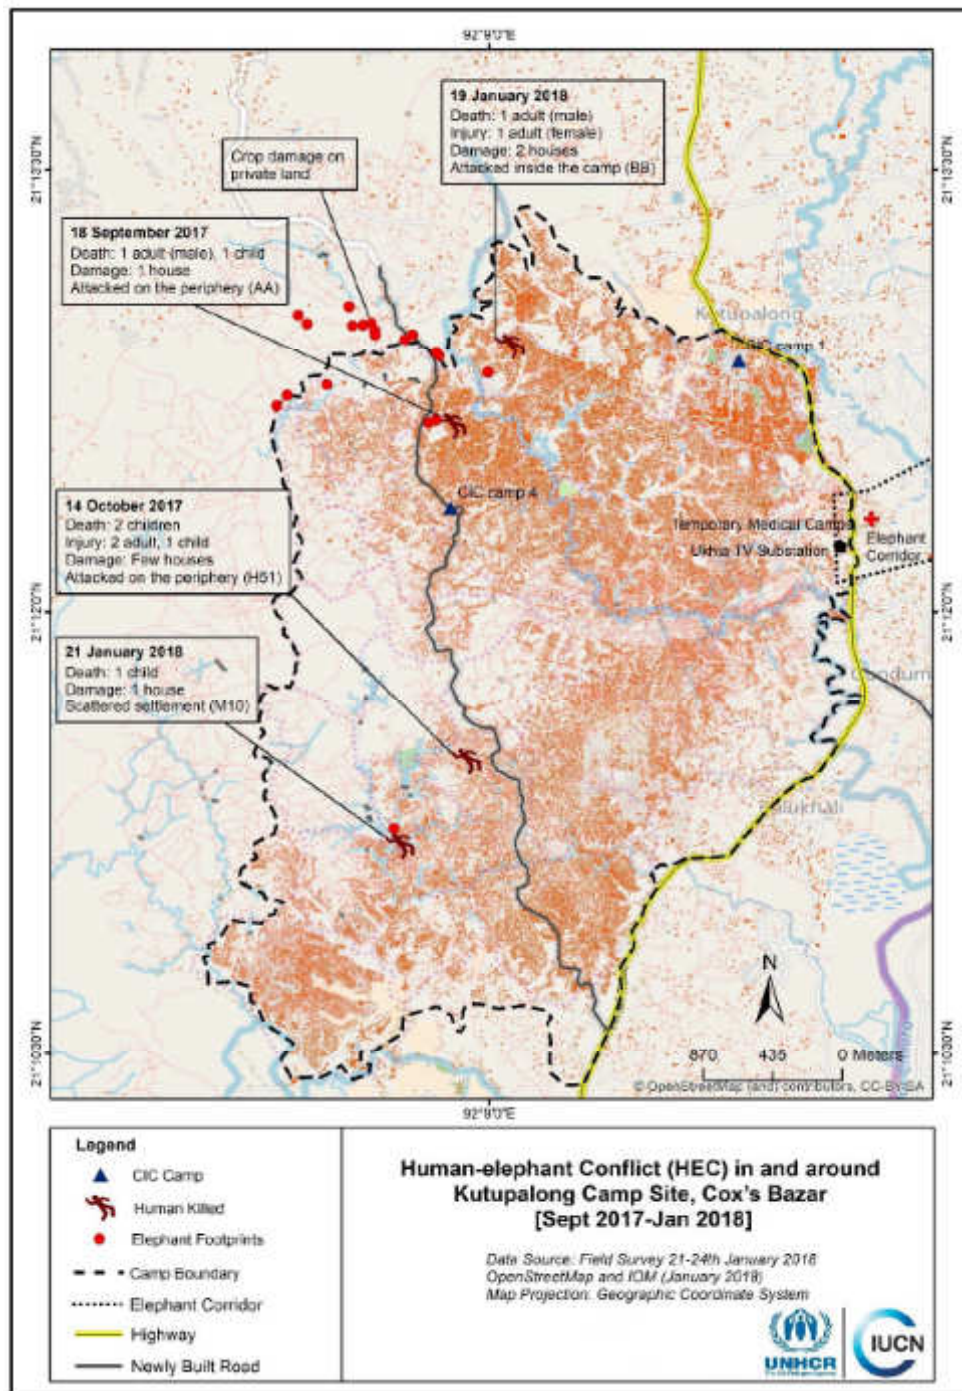 92°9'0"E
21°13'30"N
21°13'30"N
19 January 2018
Death: 1 adult (male)
Injury: 1 adult (female)
Damage: 2 houses
Attacked inside the camp (BB)
Crop damage on
private land
18 September 2017
Death: 1 adult (male), 1 child
Damage: 1 house
Attacked on the periphery (AA)
Kotupalong
CIC camp 1
14 October 2017
Death: 2 children
Injury: 2 adult, 1 child
Damage: Few houses
Attacked on the periphery (H51)
CIC camp 4
Temporary Medical Camps
Ukhia TV Substation
Elephant
Corridor
21°12'0"N
21°12'0"N
21 January 2018
Death: 1 child
Damage: 1 house
Scattered settlement (M10)
Balukhali
N
870 435 0 Meters
21°10'30"N
21°10'30"N
© OpenStreetMap (and) contributors, CC-BY-SA
92°9'0"E
Legend
CIC Camp
Human Killed
Elephant Footprints
Camp Boundary
Elephant Corridor
Highway
Newly Built Road
Human-elephant Conflict (HEC) in and around
Kutupalong Camp Site, Cox's Bazar
[Sept 2017-Jan 2018]
Data Source: Field Survey 21-24th January 2018
OpenStreetMap and IOM (January 2018)
Map Projection: Geographic Coordinate System
UNHCR
IUCN